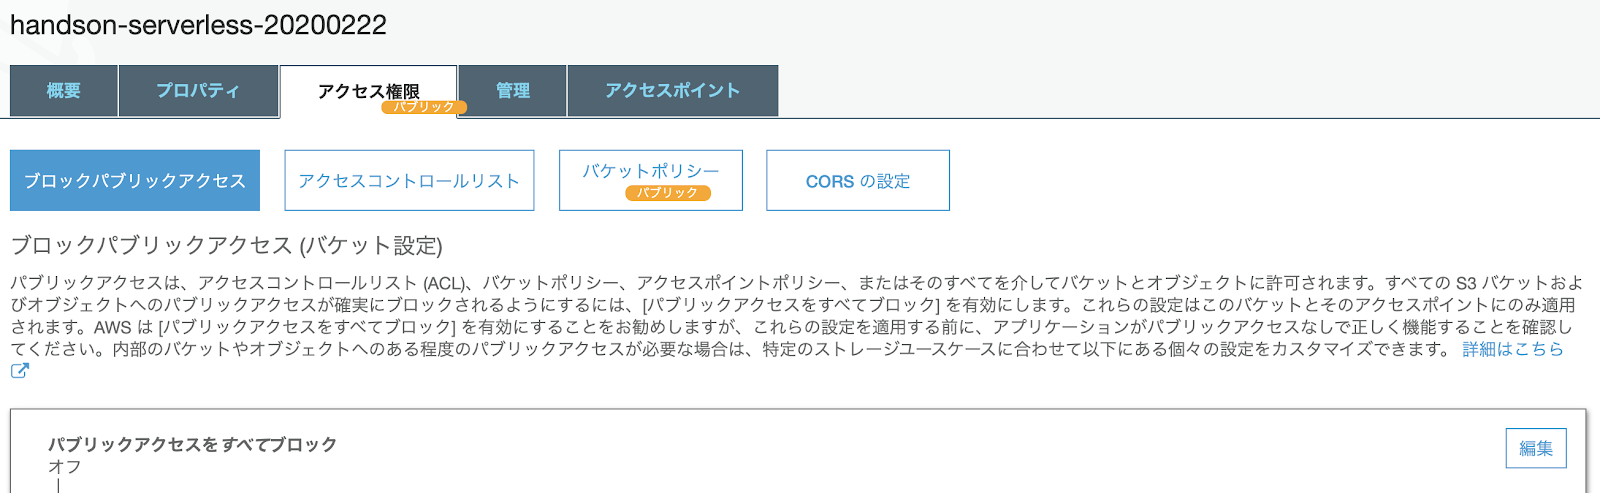 handson-serverless-20200222
概要
プロパティ
アクセス権限
パブリック
管理
アクセスポイント
ブロックパブリックアクセス
アクセスコントロールリスト
バケットポリシー
パブリック
CORS の設定
ブロックパブリックアクセス (バケット設定)
パブリックアクセスは、アクセスコントロールリスト (ACL)、バケットポリシー、アクセスポイントポリシー、またはそのすべてを介してバケットとオブジェクトに許可されます。すべての S3 バケットおよ
びオブジェクトへのパブリックアクセスが確実にブロックされるようにするには、[パブリックアクセスをすべてブロック] を有効にします。これらの設定はこのバケットとそのアクセスポイントにのみ適用
されます。AWS は [パブリックアクセスをすべてブロック] を有効にすることをお勧めしますが、これらの設定を適用する前に、アプリケーションがパブリックアクセスなしで正しく機能することを確認し
てください。内部のバケットやオブジェクトへのある程度のパブリックアクセスが必要な場合は、特定のストレージユースケースに合わせて以下にある個々の設定をカスタマイズできます。 詳細はこちら
パブリックアクセスをすべてブロック
編集
オフ